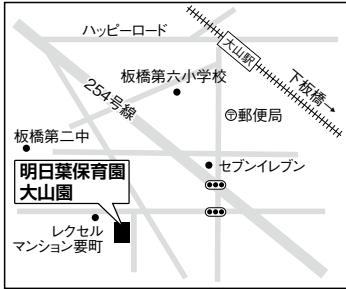 ハッピーロード
大山駅
下板橋→
板橋第六小学校
254号線
〒郵便局
板橋第二中
セブンイレブン
明日葉保育園
大山園
レクセル
マンション要町